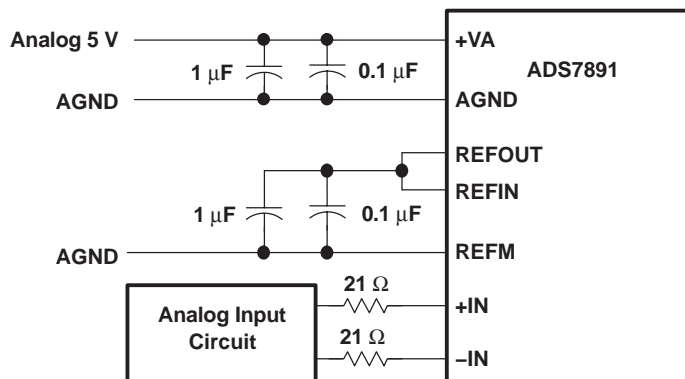 Analog 5 V
+VA
1 μF
0.1 μF
ADS7891
AGND
AGND
REFOUT
REFIN
1 μF
0.1 μF
AGND
REFM
21 Ω
+IN
Analog Input
Circuit
21 Ω
−IN